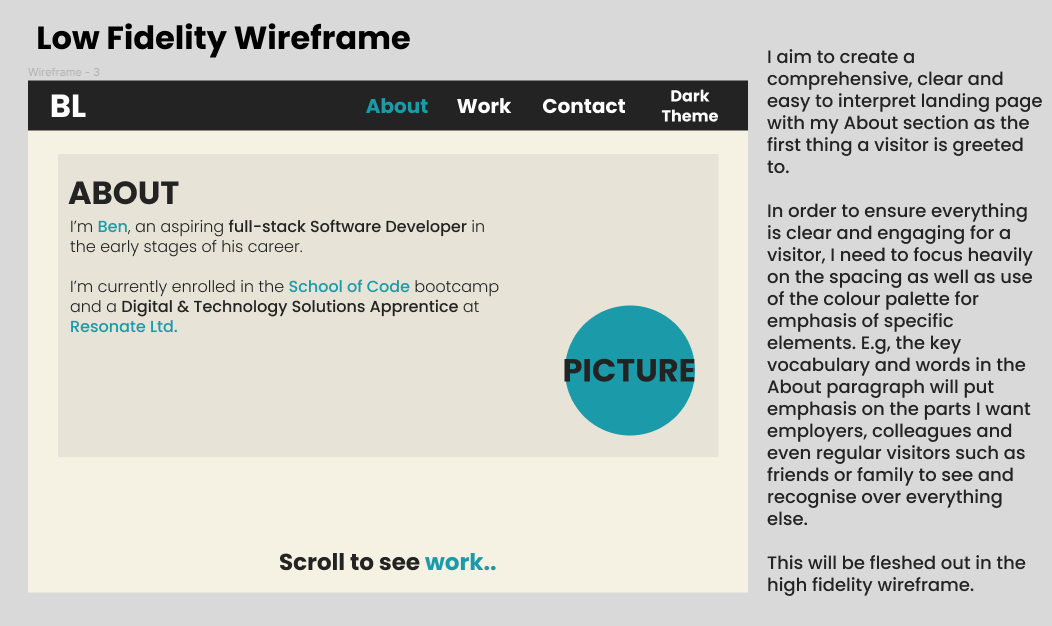 Low Fidelity Wireframe
Wireframe - 3
BL
About
Work
Contact
Dark
Theme
ABOUT
I’m Ben, an aspiring full-stack Software Developer in
the early stages of his career.
I’m currently enrolled in the School of Code bootcamp
and a Digital & Technology Solutions Apprentice at
Resonate Ltd.
PICTURE
Scroll to see work..
I aim to create a
comprehensive, clear and
easy to interpret landing page
with my About section as the
first thing a visitor is greeted
to.
In order to ensure everything
is clear and engaging for a
visitor, I need to focus heavily
on the spacing as well as use
of the colour palette for
emphasis of specific
elements. E.g, the key
vocabulary and words in the
About paragraph will put
emphasis on the parts I want
employers, colleagues and
even regular visitors such as
friends or family to see and
recognise over everything
else.
This will be fleshed out in the
high fidelity wireframe.